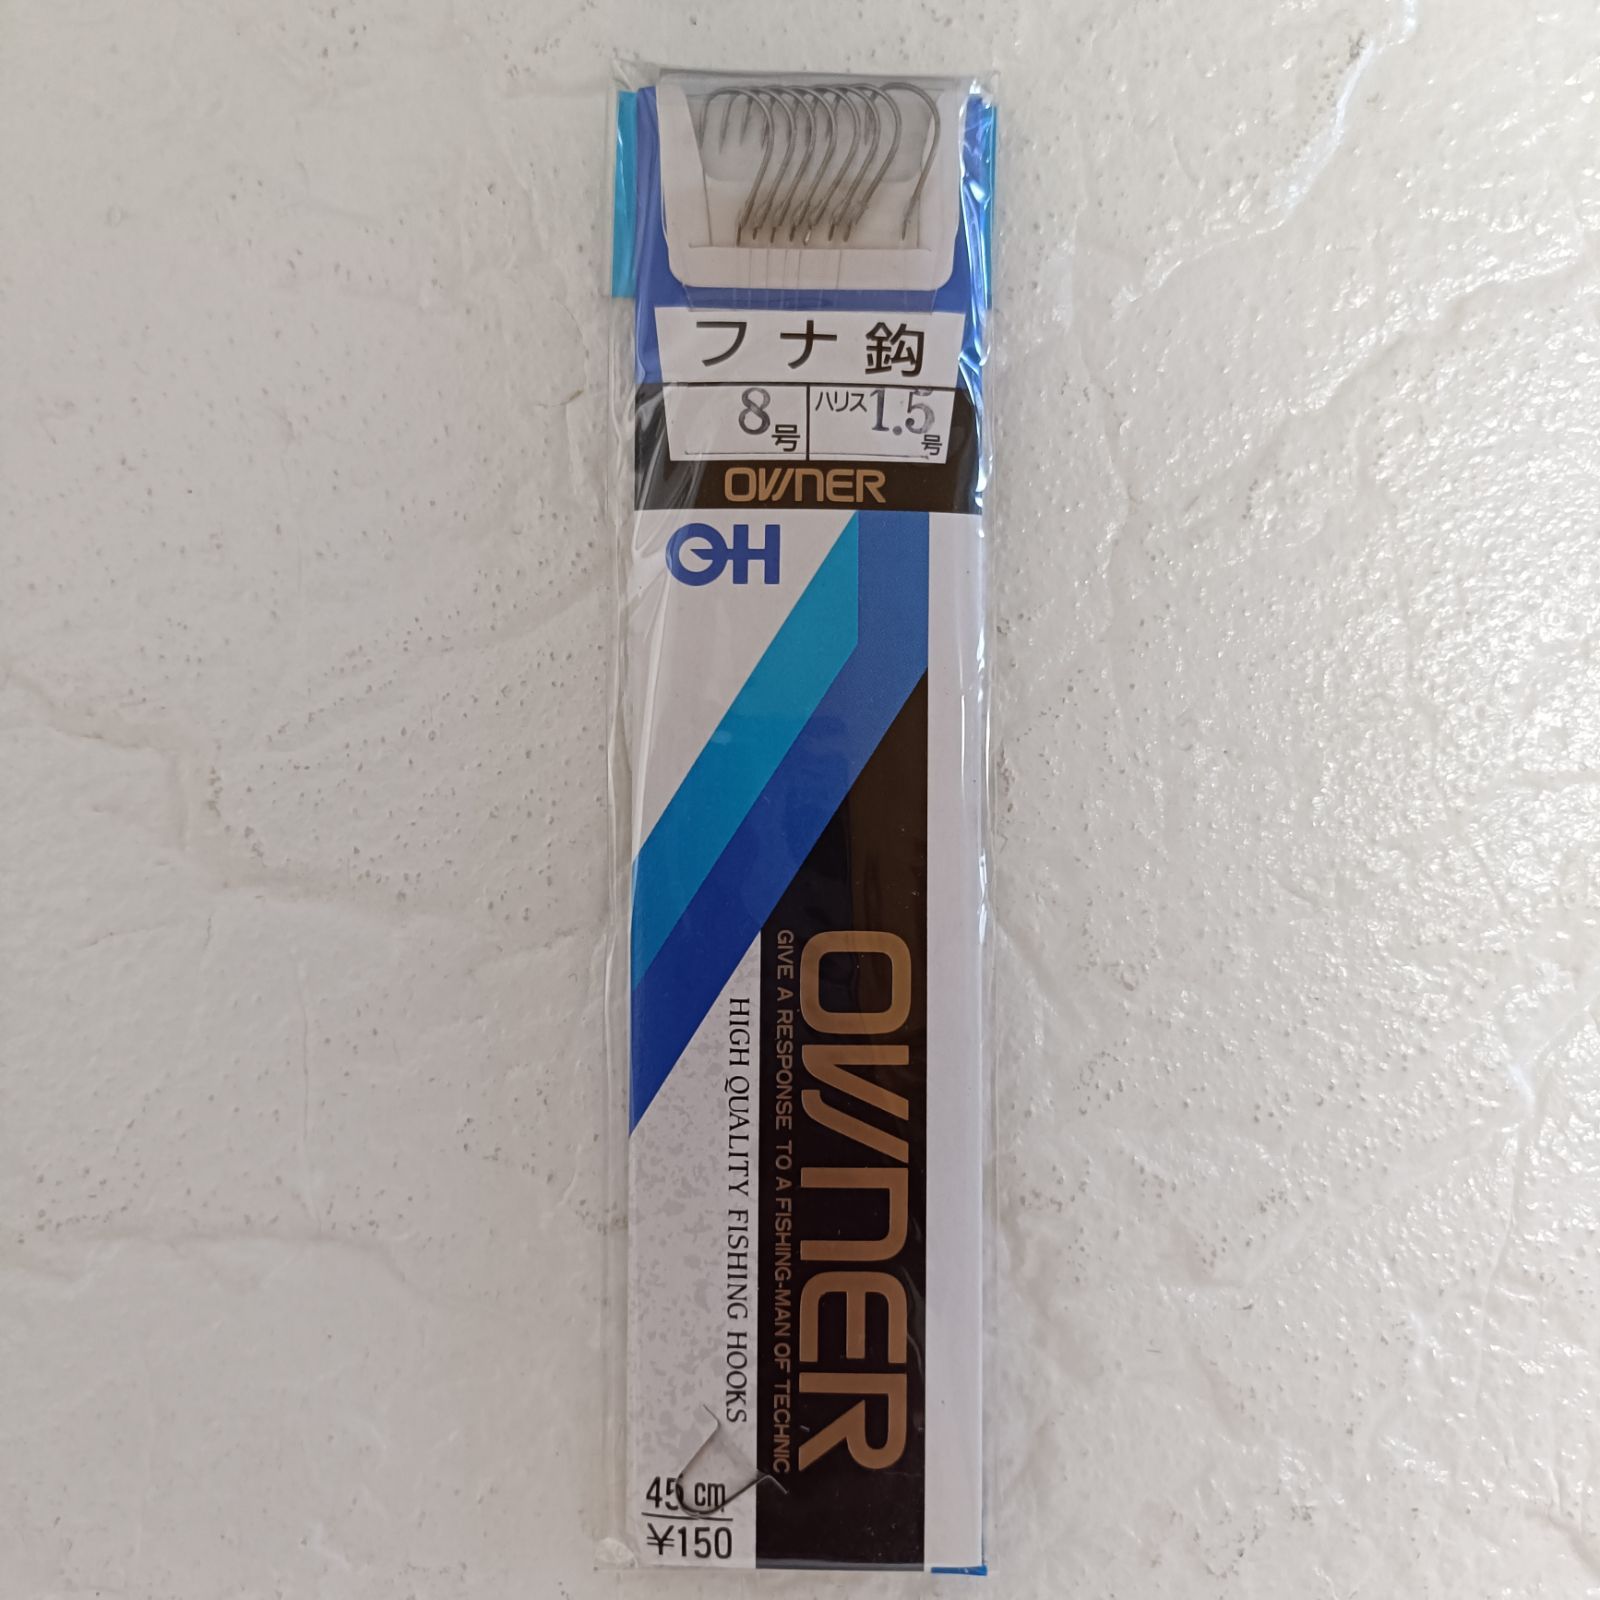 フナ鈎
8号 ハリス1.5号
OWNER
OH
OWNER
GIVE A RESPONSE TO A FISHING-MAN OF TECHNIC
HIGH QUALITY FISHING HOOKS
45cm
¥150